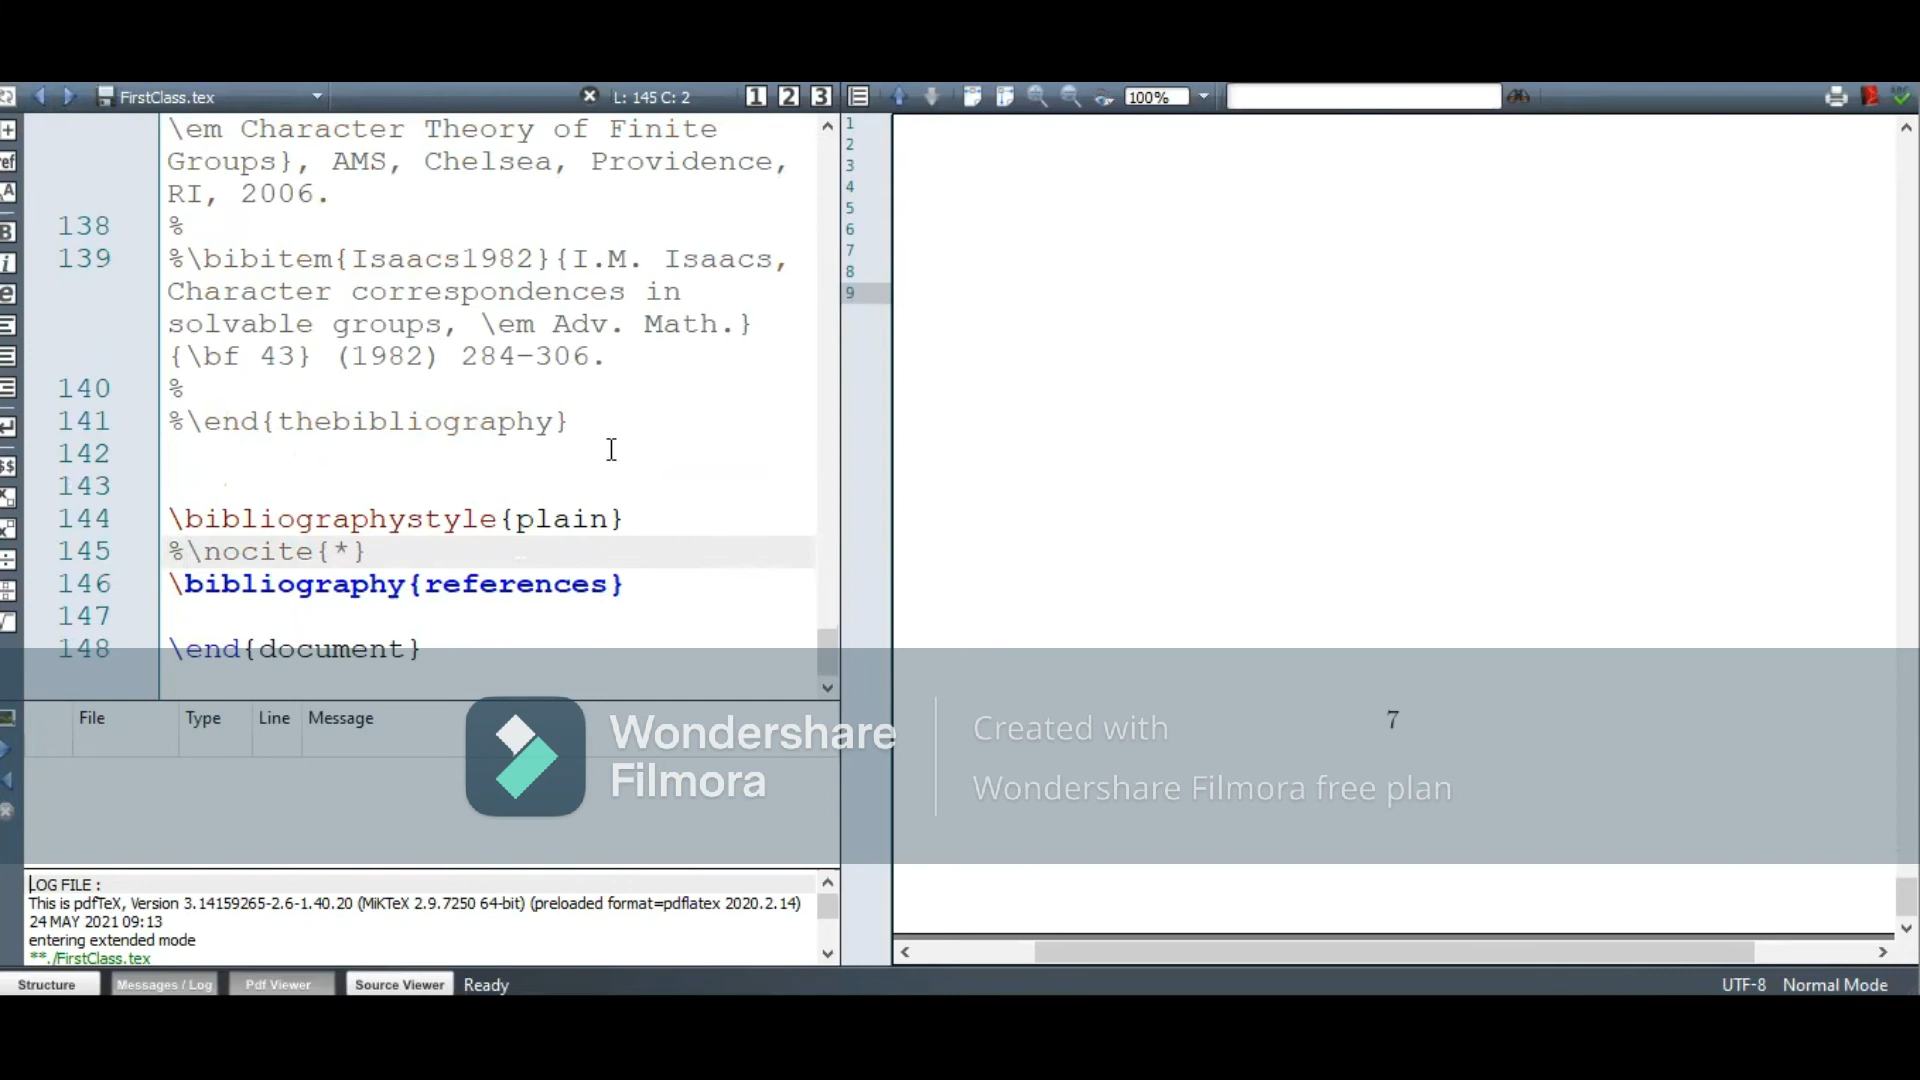 FirstClass.tex
L: 145 C: 2
1 2 3
100%
\em Character Theory of Finite
Groups}, AMS, Chelsea, Providence,
RI, 2006.
138 %
139 %\bibitem{Isaacs1982}{I.M. Isaacs,
Character correspondences in
solvable groups, \em Adv. Math.}
{\bf 43} (1982) 284-306.
140 %
141 %\end{thebibliography}
142
143
144 \bibliographystyle{plain}
145 %\nocite{*}
146 \bibliography{references}
147
148 \end{document}
1
2
3
4
5
6
7
8
9
7
File Type Line Message
Wondershare
Filmora
Created with
Wondershare Filmora free plan
LOG FILE :
This is pdfTeX, Version 3.14159265-2.6-1.40.20 (MiKTeX 2.9.7250 64-bit) (preloaded format=pdflatex 2020.2.14)
24 MAY 2021 09:13
entering extended mode
**./FirstClass.tex
Structure Messages / Log Pdf Viewer Source Viewer Ready
UTF-8 Normal Mode